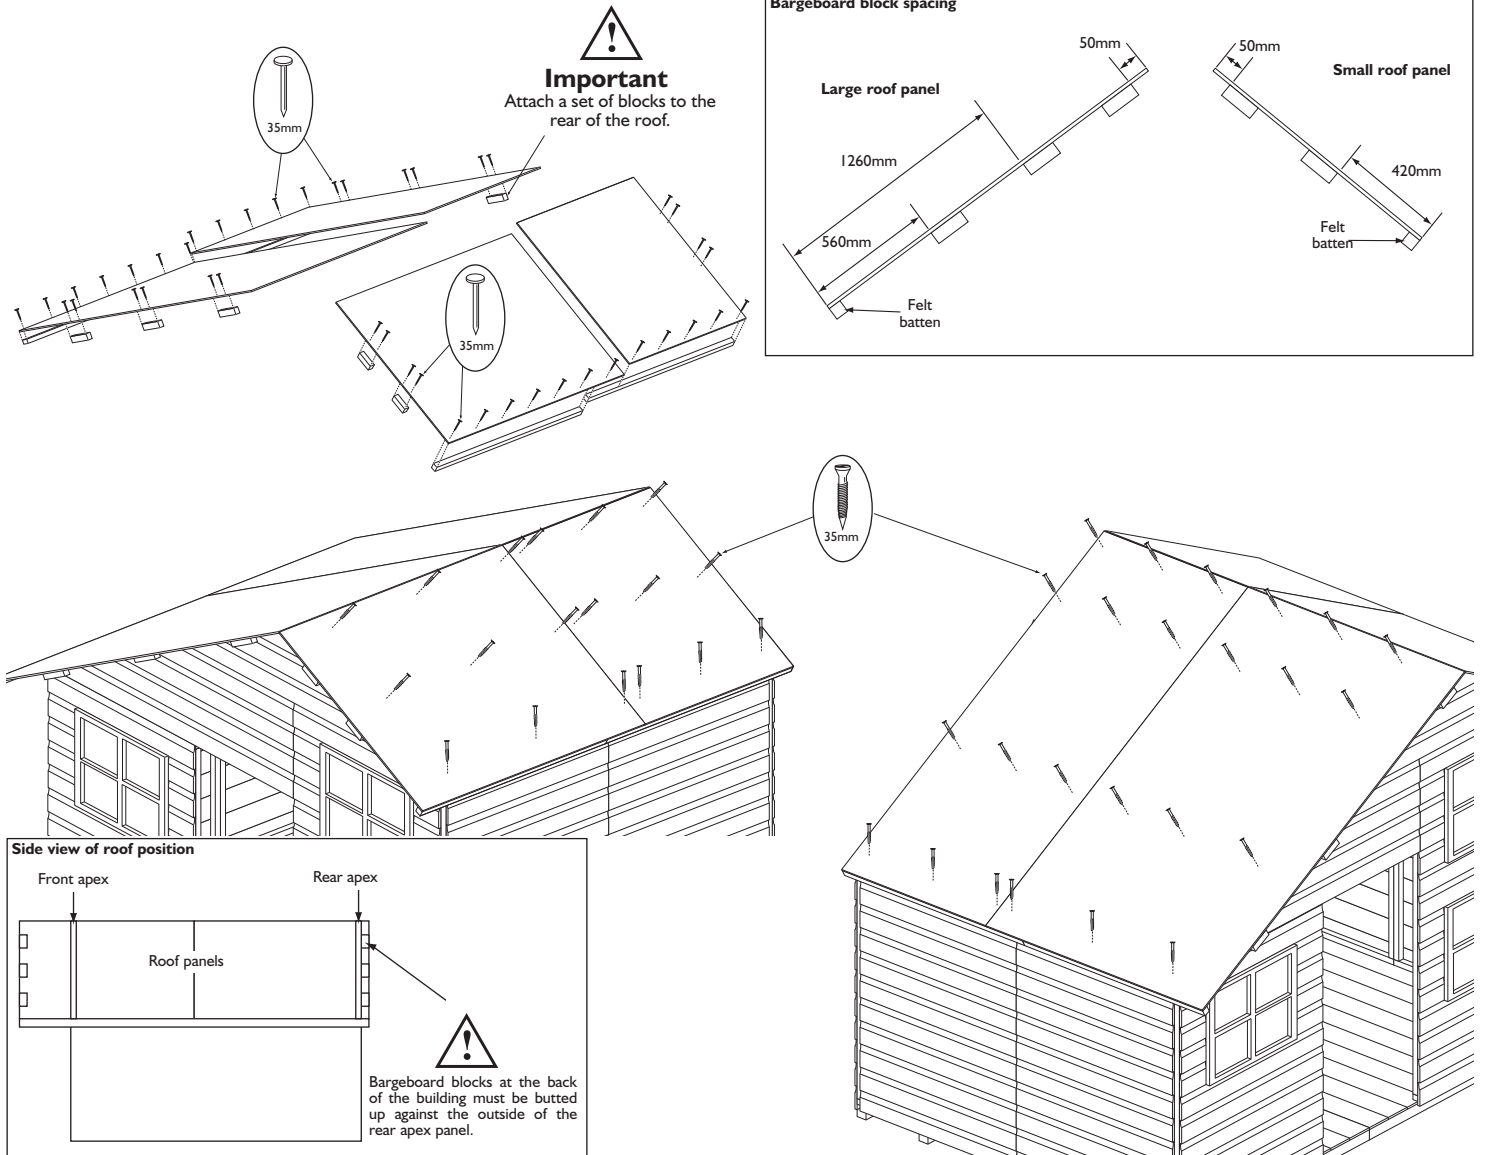 Bargeboard block spacing
Important
Attach a set of blocks to the
rear of the roof.
35mm
35mm
50mm
Large roof panel
1260mm
560mm
Felt
batten
50mm
Small roof panel
420mm
Felt
batten
35mm
Side view of roof position
Front apex
Rear apex
Roof panels
Bargeboard blocks at the back
of the building must be butted
up against the outside of the
rear apex panel.